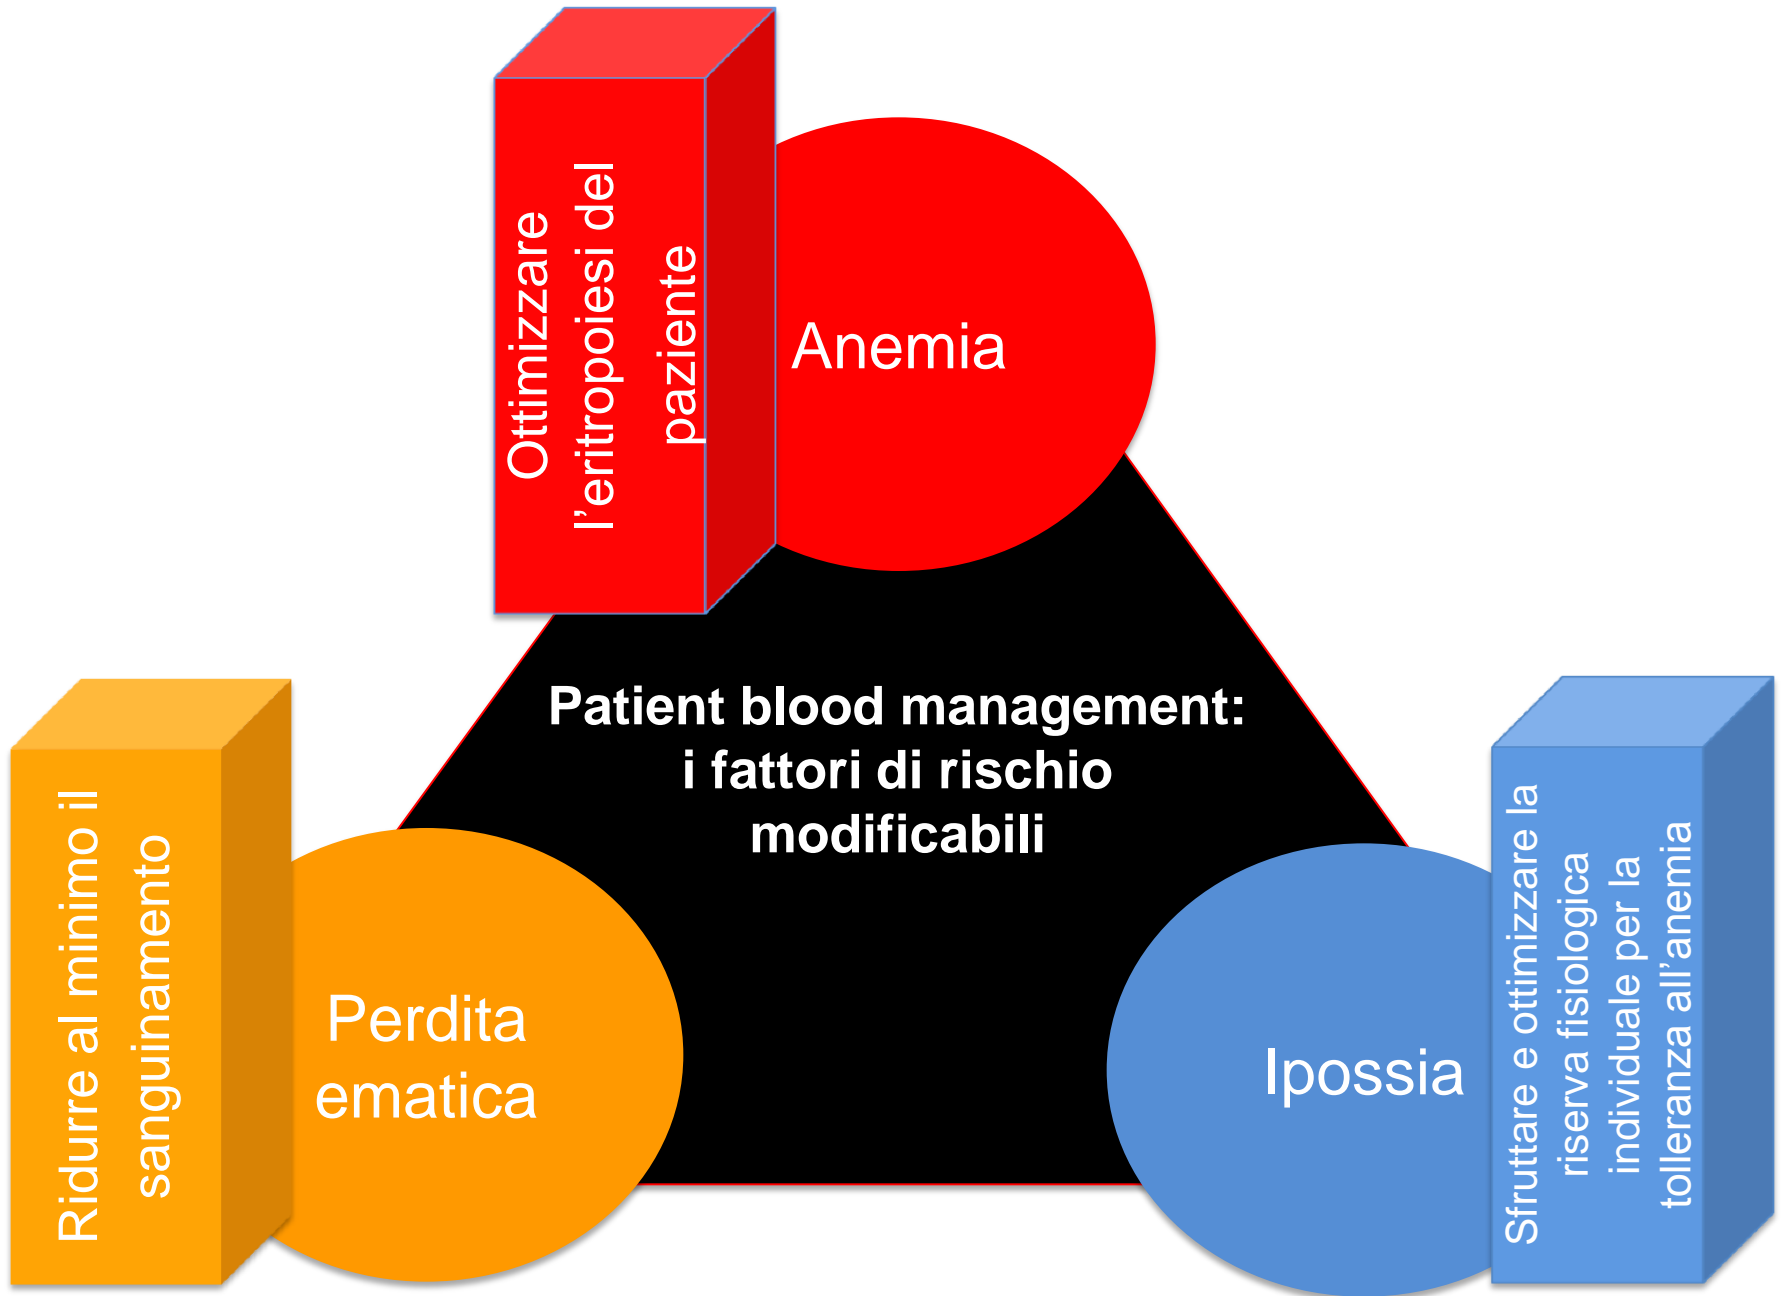 Ottimizzare
l’eritropoiesi del
paziente
Anemia
Patient blood management:
i fattori di rischio
modificabili
Ridurre al minimo il
sanguinamento
Perdita
ematica
Ipossia
Sfruttare e ottimizzare la
riserva fisiologica
individuale per la
tolleranza all’anemia